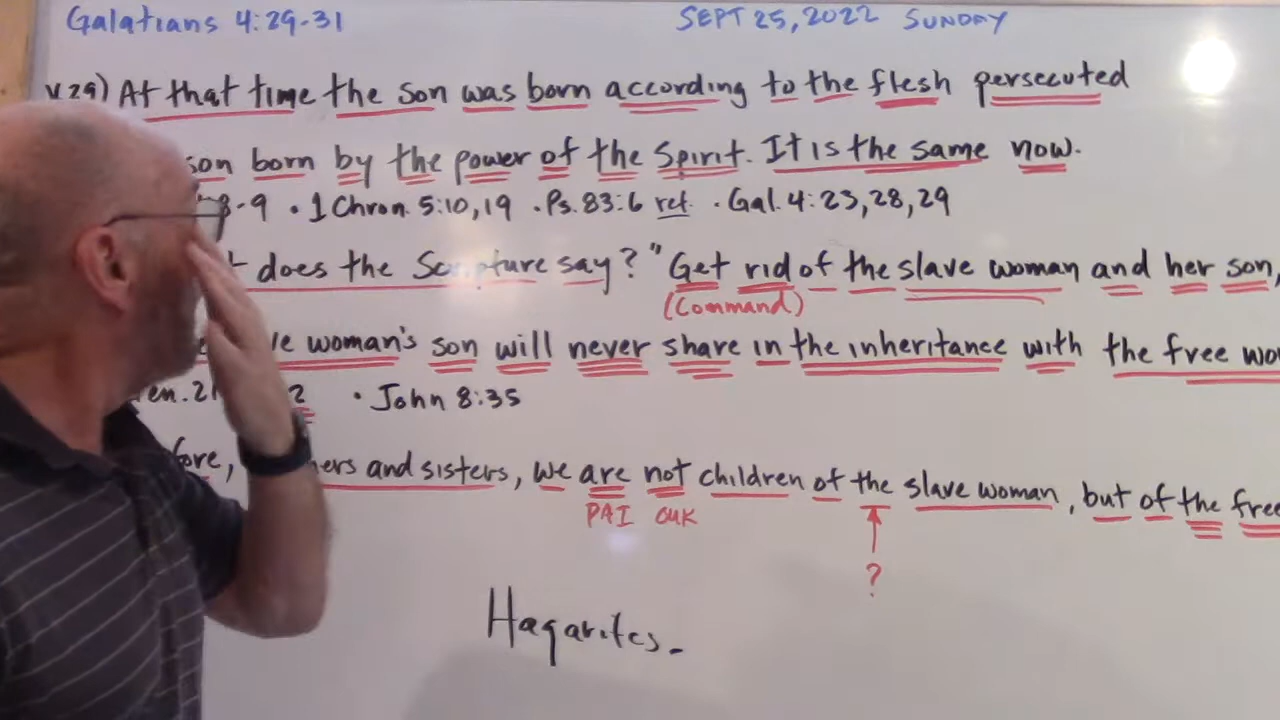 Galatians 4:29-31 SEPT 25, 2022 SUNDAY
v.29) At that time the son was born according to the flesh persecuted
son born by the power of the Spirit. It is the same now.
8-9 • 1 Chron. 5:10,19 • Ps. 83:6 ref. • Gal. 4:23,28,29
does the Scripture say? "Get rid of the slave woman and her son,
(Command)
woman's son will never share in the inheritance with the free
2 • John 8:35
and sisters, we are not children of the slave woman, but of the free
PAI OUK
?
Hagarites.